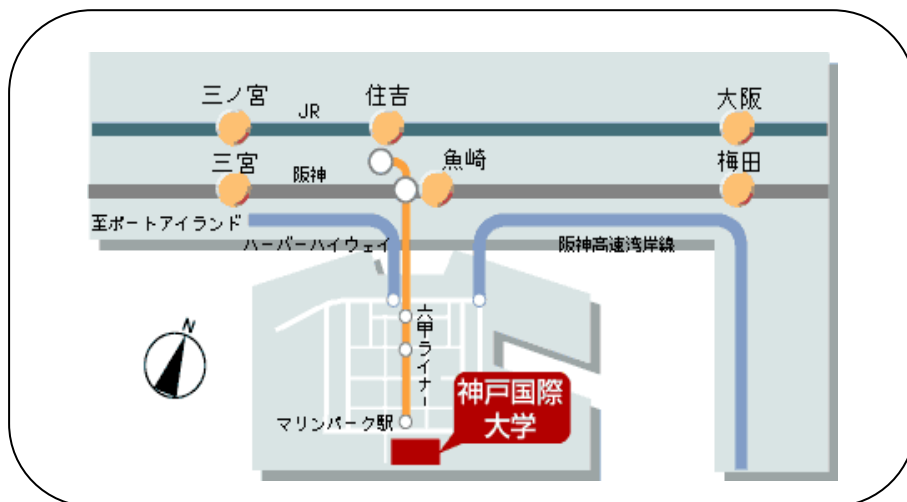 三ノ宮
JR
住吉
大阪
三宮
阪神
魚崎
梅田
至ポートアイランド
ハーバーハイウェイ
阪神高速湾岸線
六甲ライナー
N
神戸国際
大学
マリンパーク駅